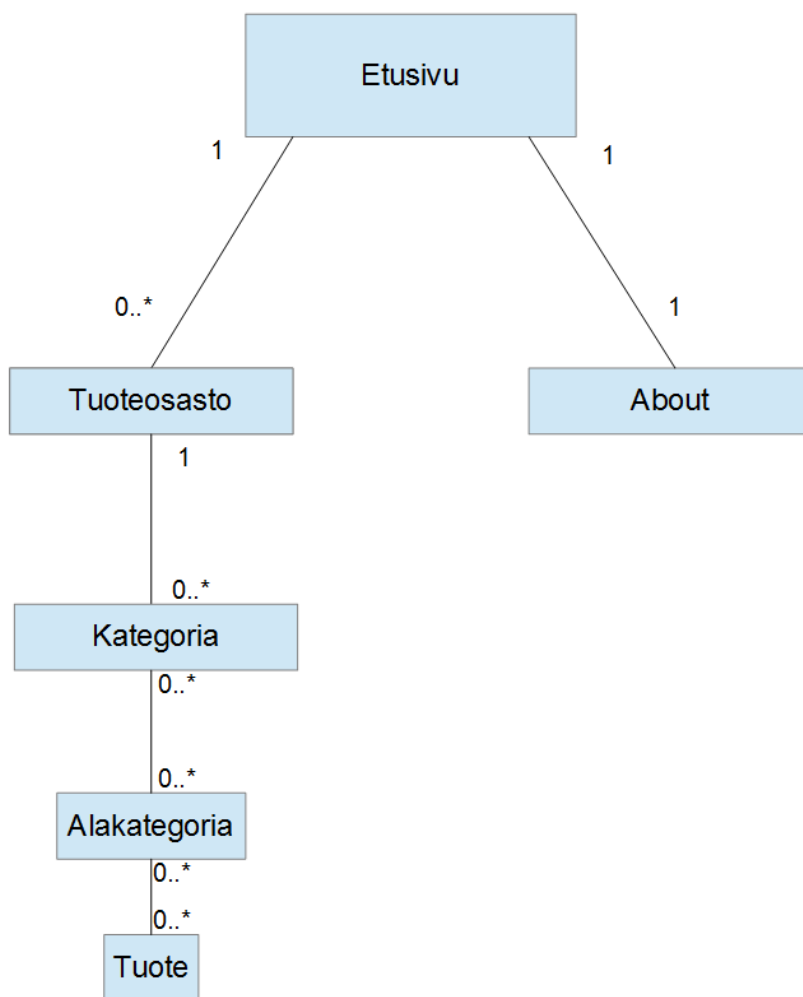 Etusivu
1
1
0..*
1
Tuoteosasto
About
1
0..*
Kategoria
0..*
0..*
Alakategoria
0..*
0..*
Tuote